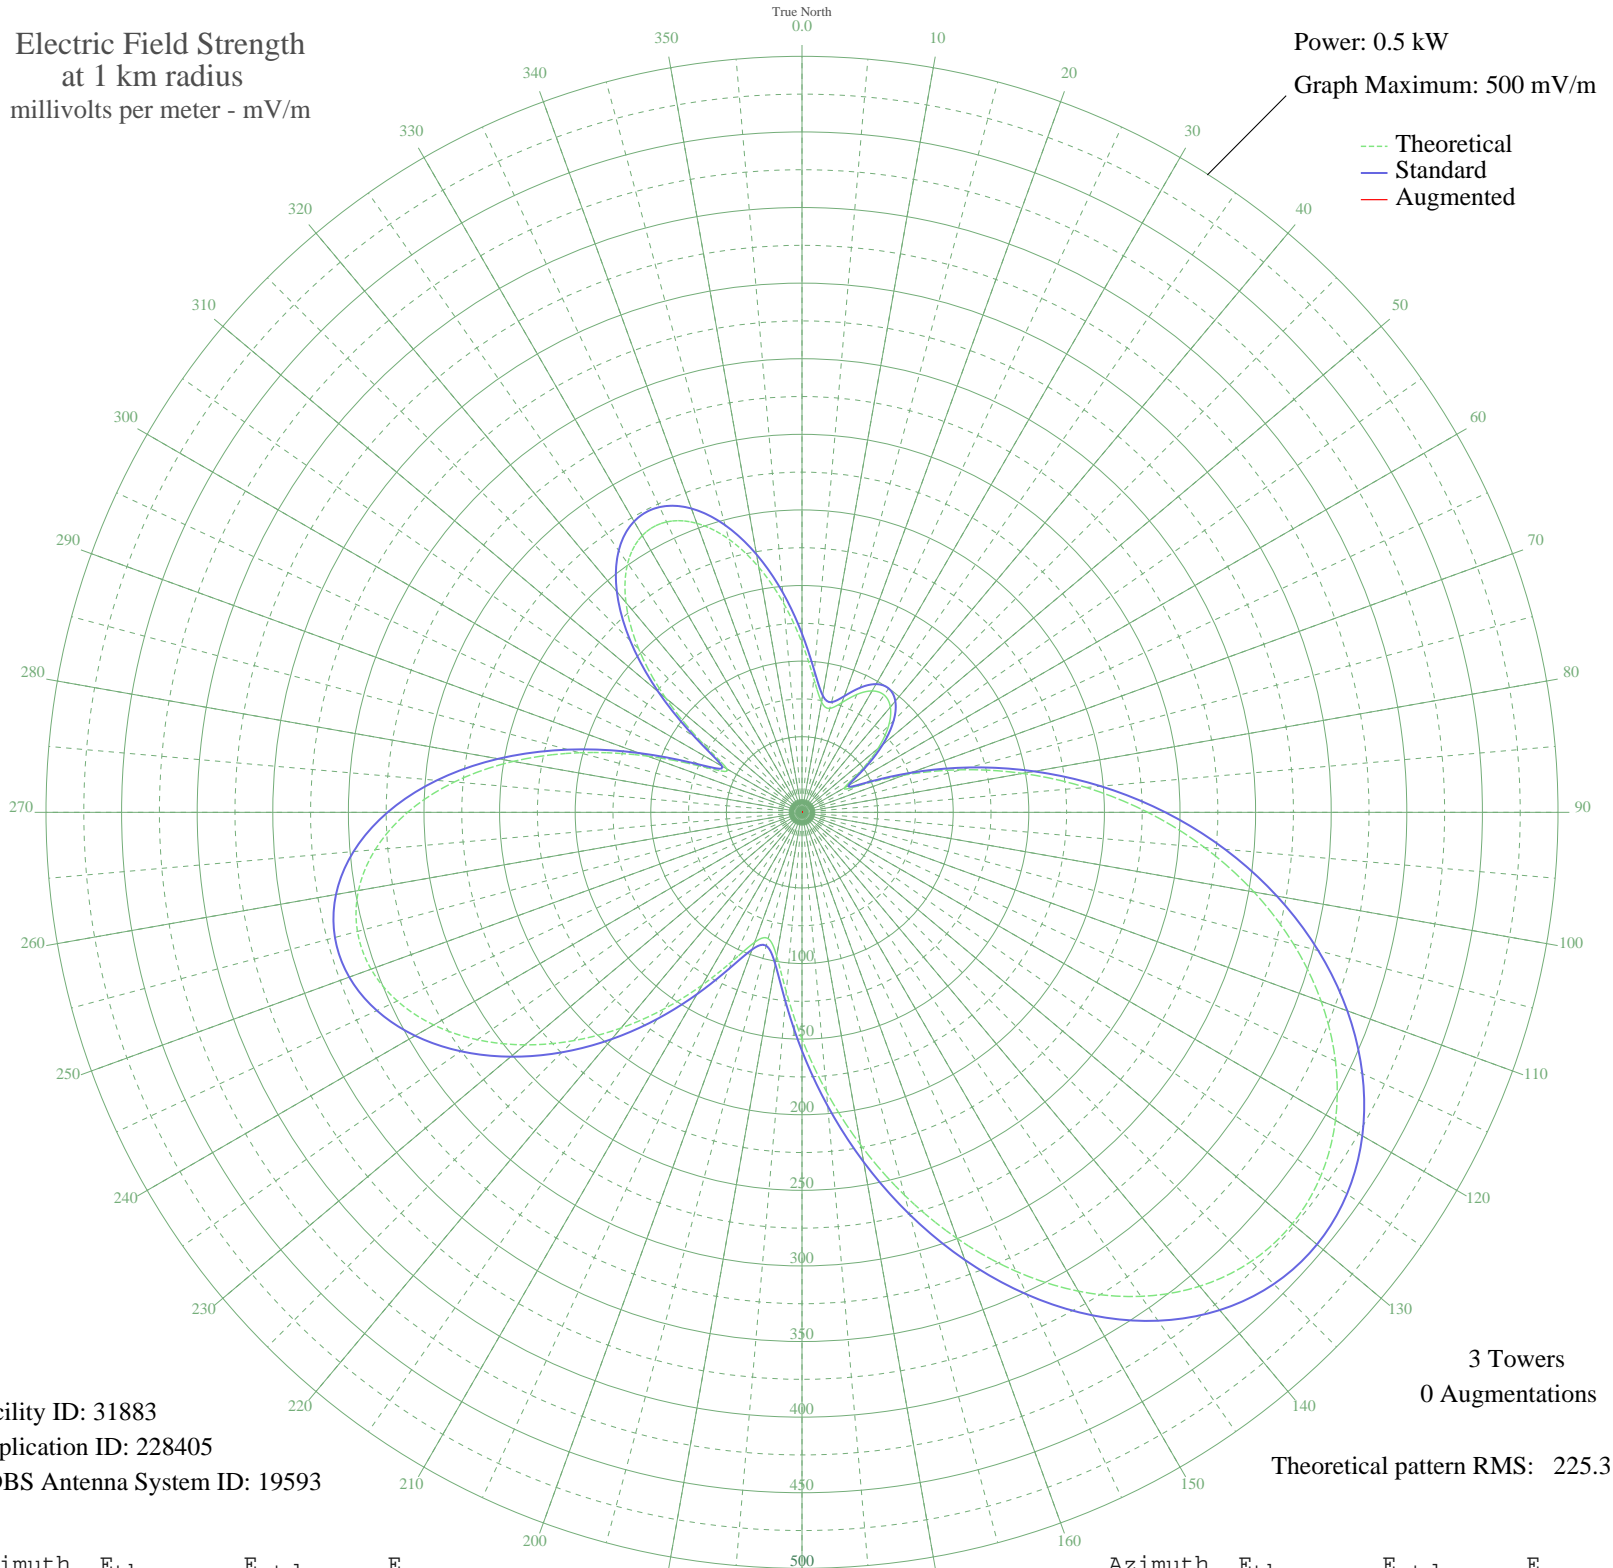 True North
0.0
Electric Field Strength
at 1 km radius
millivolts per meter - mV/m
Power: 0.5 kW
Graph Maximum: 500 mV/m
Theoretical
Standard
Augmented
10
20
30
40
50
60
70
80
90
100
110
120
130
140
150
160
200
210
220
230
240
250
260
270
280
290
300
310
320
330
340
350
100
150
200
250
300
350
400
450
500
3 Towers
0 Augmentations
Theoretical pattern RMS: 225.3
cility ID: 31883
plication ID: 228405
DBS Antenna System ID: 19593
imuth
Azimuth